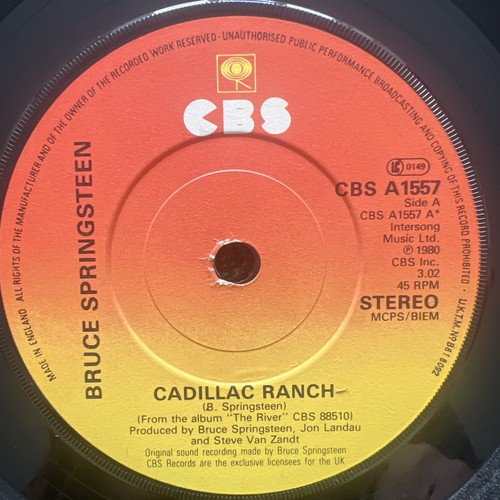 ALL RIGHTS OF THE MANUFACTURER AND OF THE OWNER OF THE RECORDED WORK RESERVED - UNAUTHORISED PUBLIC PERFORMANCE BROADCASTING AND COPYING OF THIS RECORD PROHIBITED · U.K.T.M. Nº 861 8092
MADE IN ENGLAND
CBS
BRUCE SPRINGSTEEN
LC 0149
CBS A1557
Side A
CBS A1557 A*
Intersong
Music Ltd.
℗ 1980
CBS Inc.
3.02
45 RPM
STEREO
MCPS/BIEM
CADILLAC RANCH
(B. Springsteen)
(From the album "The River" CBS 88510)
Produced by Bruce Springsteen, Jon Landau
and Steve Van Zandt
Original sound recording made by Bruce Springsteen
CBS Records are the exclusive licensees for the UK